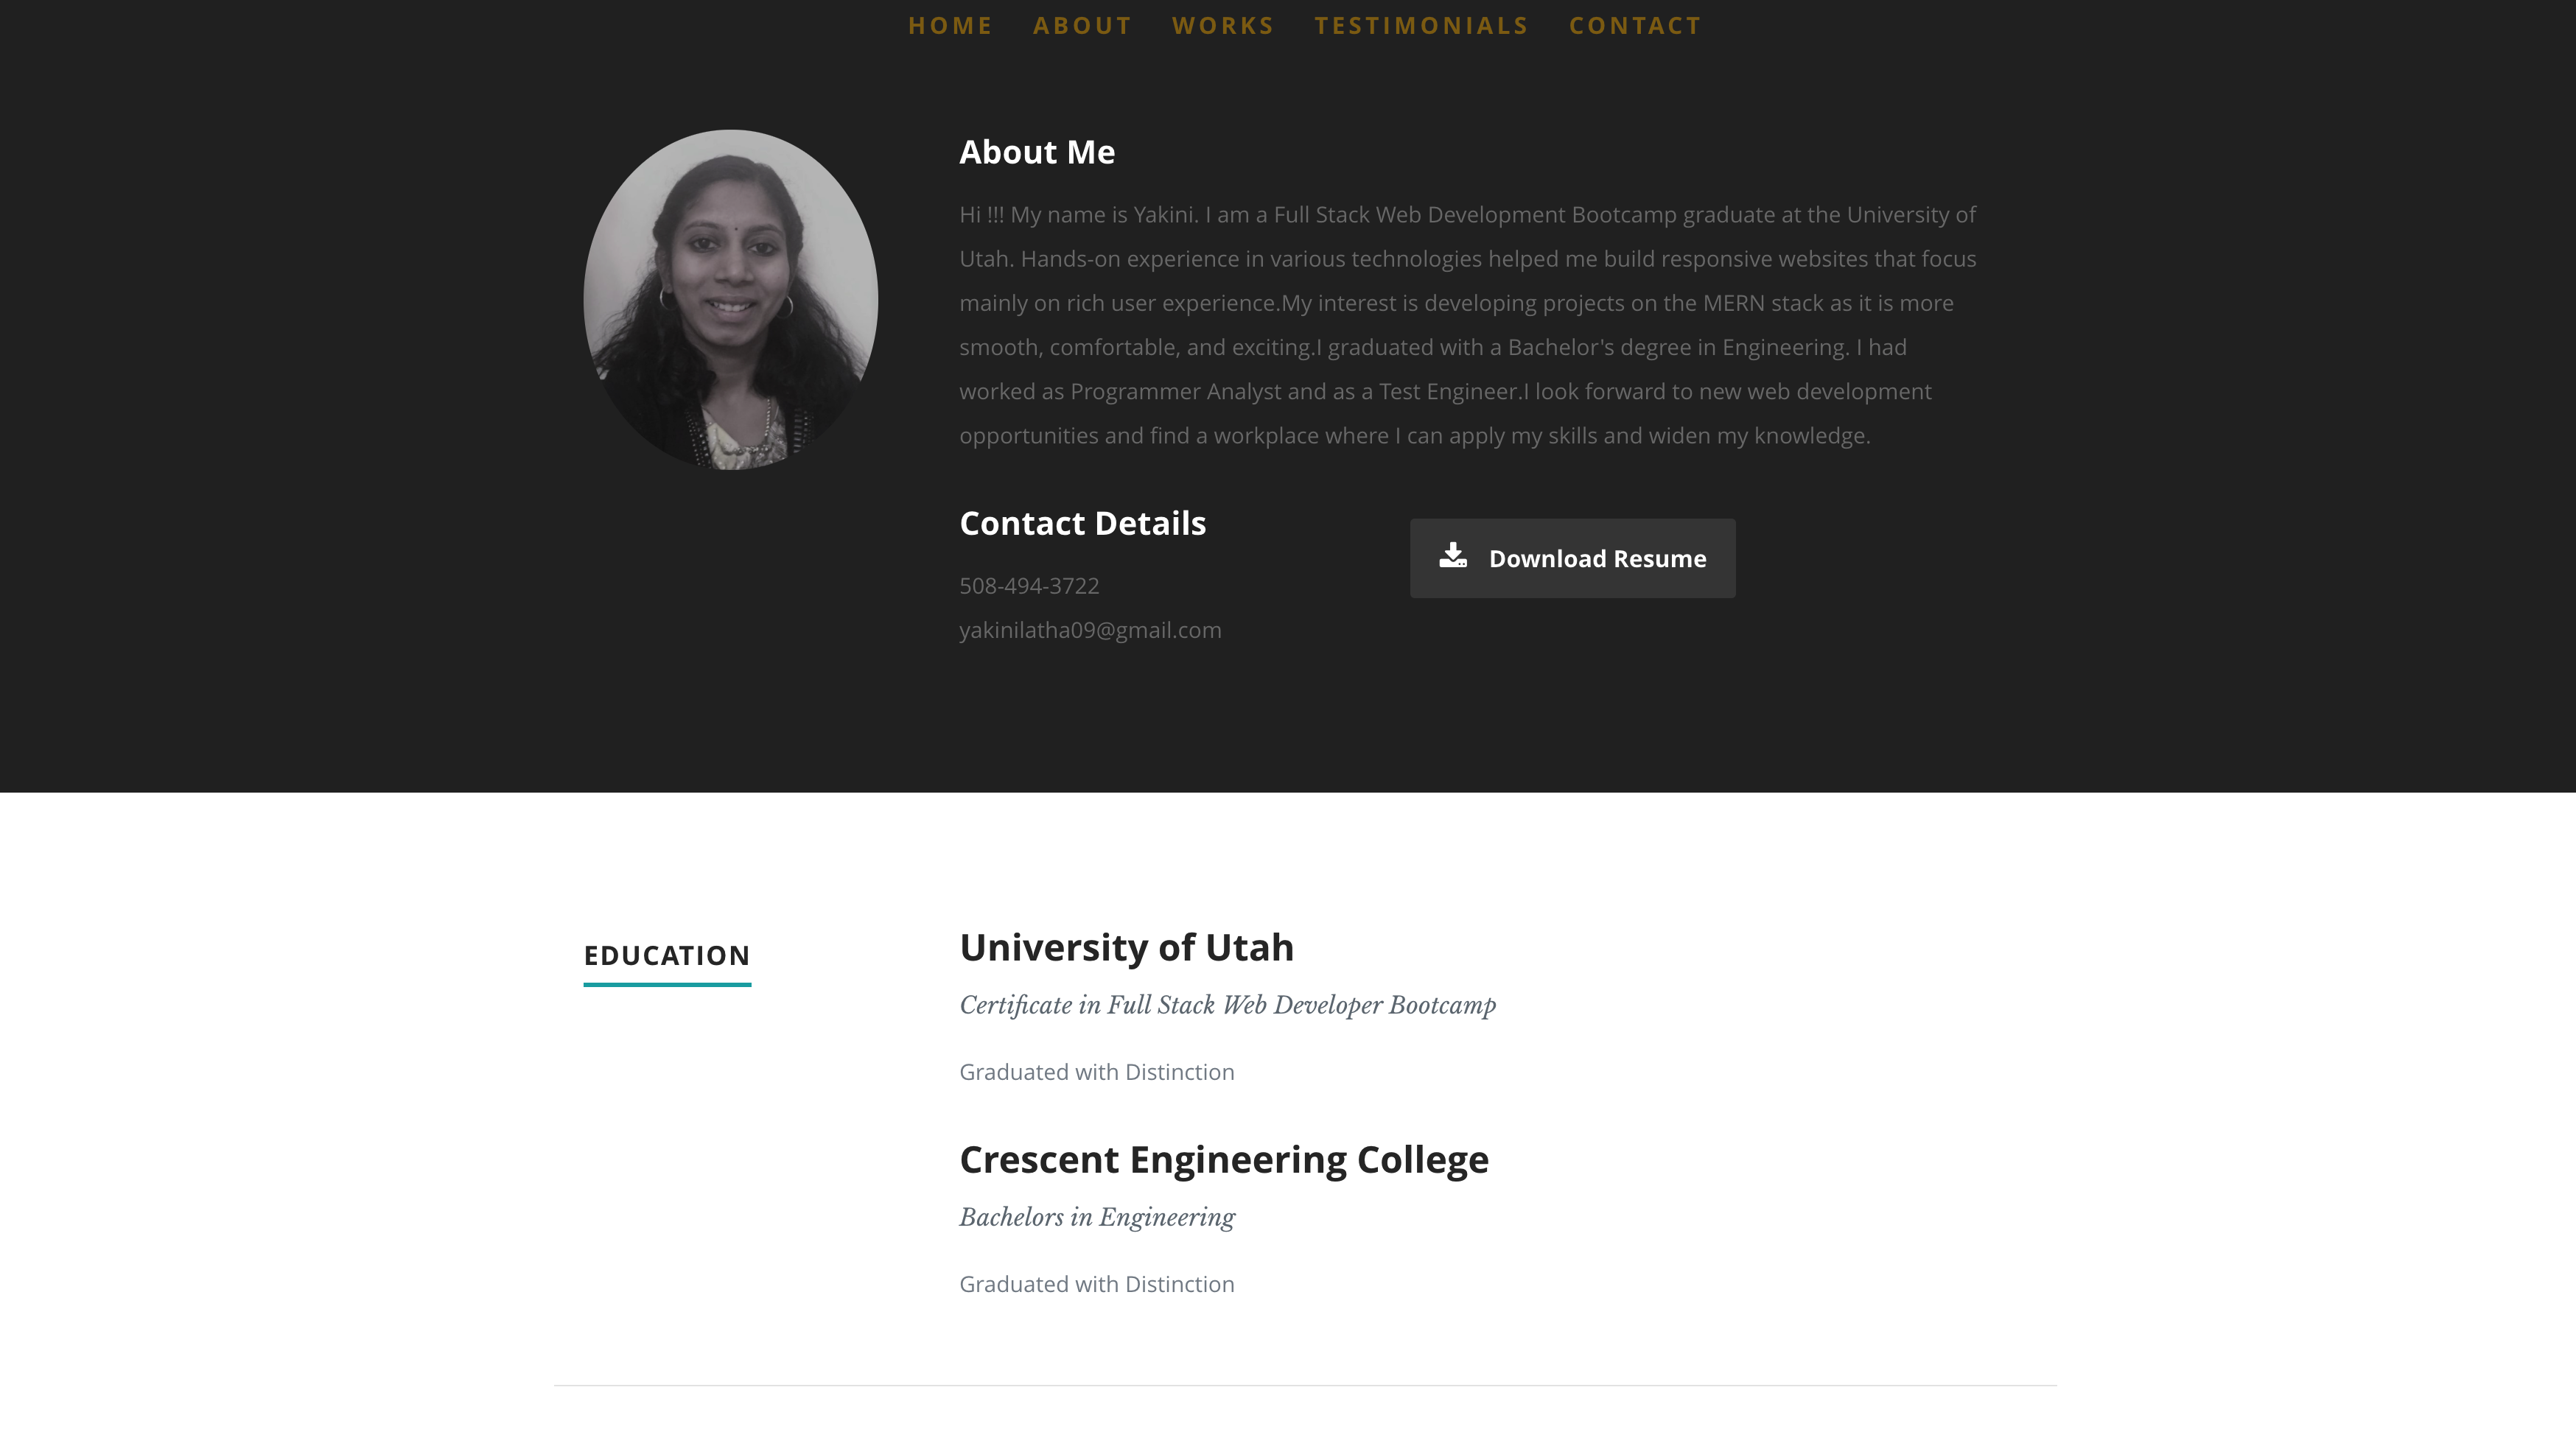 HOME ABOUT WORKS TESTIMONIALS CONTACT
About Me
Hi !!! My name is Yakini. I am a Full Stack Web Development Bootcamp graduate at the University of
Utah. Hands-on experience in various technologies helped me build responsive websites that focus
mainly on rich user experience.My interest is developing projects on the MERN stack as it is more
smooth, comfortable, and exciting.I graduated with a Bachelor's degree in Engineering. I had
worked as Programmer Analyst and as a Test Engineer.I look forward to new web development
opportunities and find a workplace where I can apply my skills and widen my knowledge.
Contact Details
Download Resume
508-494-3722
yakinilatha09@gmail.com
EDUCATION
University of Utah
Certificate in Full Stack Web Developer Bootcamp
Graduated with Distinction
Crescent Engineering College
Bachelors in Engineering
Graduated with Distinction